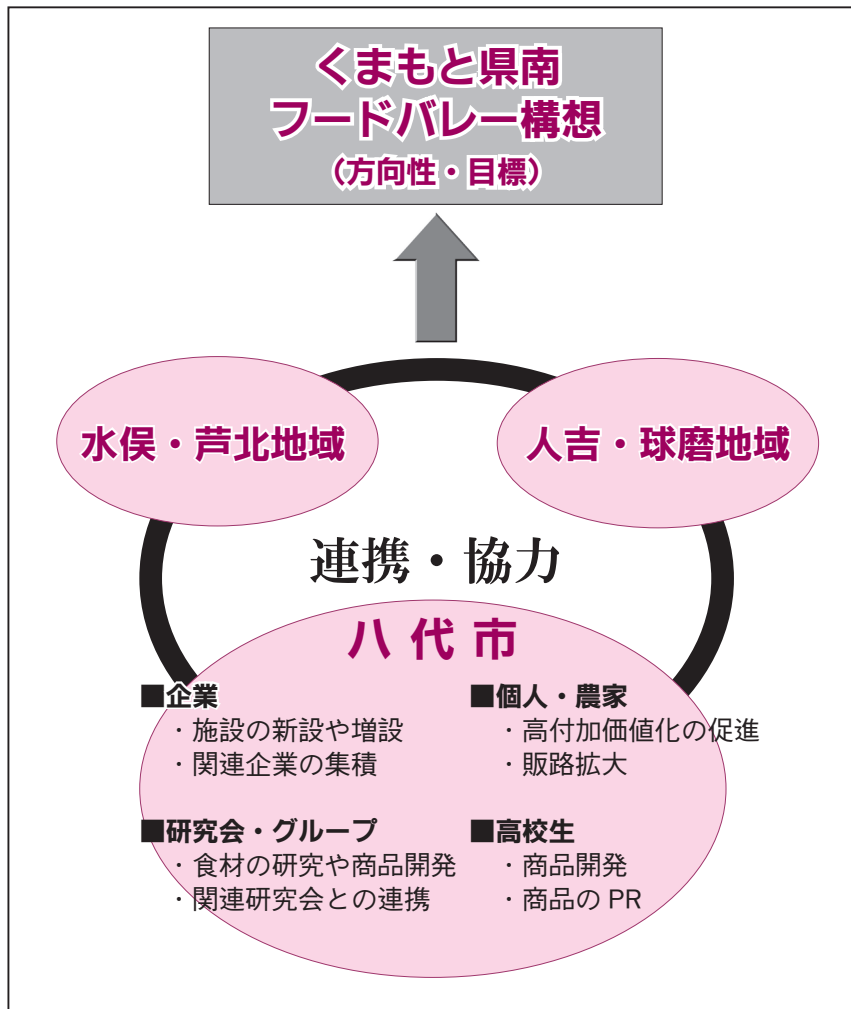 くまもと県南
フードバレー構想
（方向性・目標）
水俣・芦北地域
人吉・球磨地域
連携・協力
八代市
■企業
・施設の新設や増設
・関連企業の集積
■個人・農家
・高付加価値化の促進
・販路拡大
■研究会・グループ
・食材の研究や商品開発
・関連研究会との連携
■高校生
・商品開発
・商品の PR